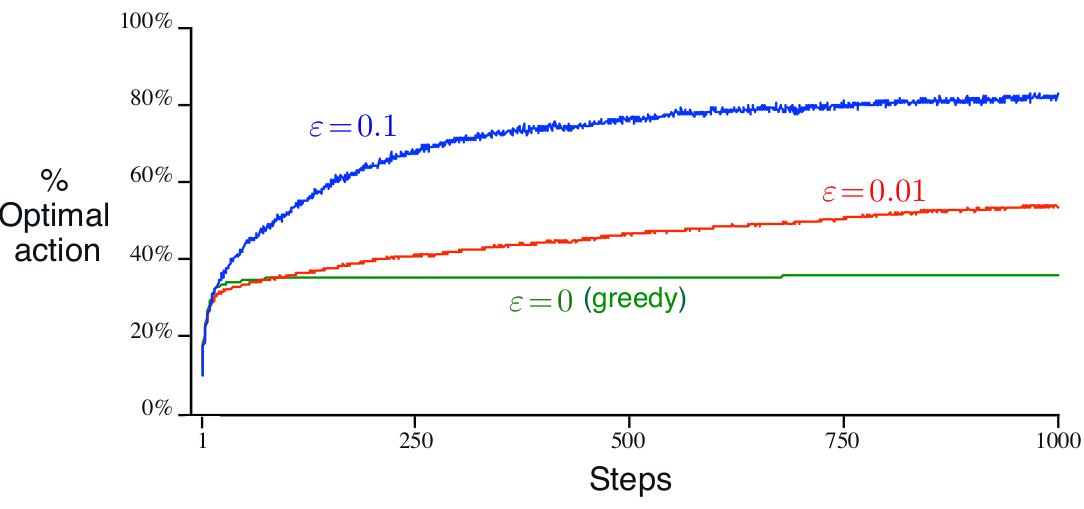 100%
80%
60%
40%
20%
0%
%
Optimal
action
ε = 0.1
ε = 0.01
ε = 0 (greedy)
1
250
500
750
1000
Steps